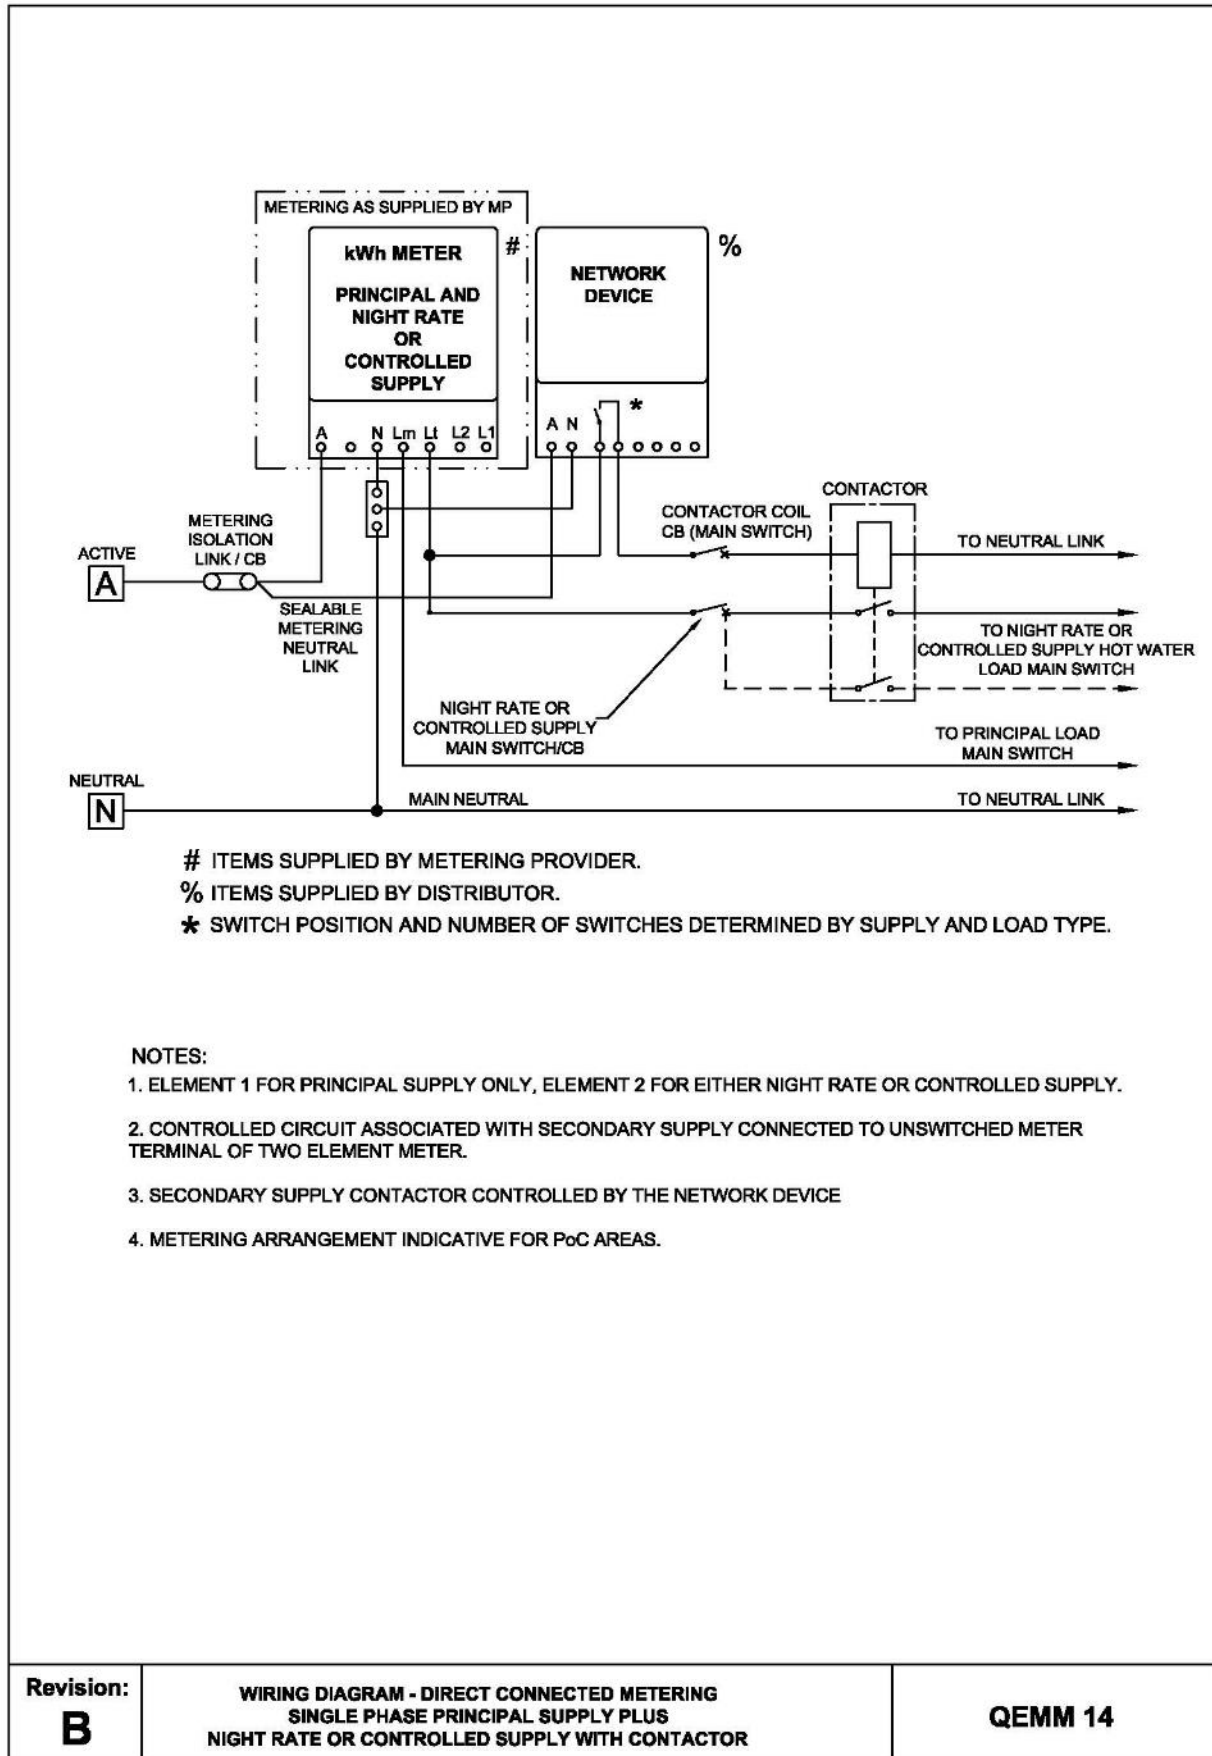 METERING AS SUPPLIED BY MP
kWh METER
PRINCIPAL AND
NIGHT RATE
OR
CONTROLLED
SUPPLY
#
A N Lm Lt L2 L1
NETWORK
DEVICE
%
*
A N
METERING
ISOLATION
LINK / CB
ACTIVE
A
SEALABLE
METERING
NEUTRAL
LINK
CONTACTOR COIL
CB (MAIN SWITCH)
CONTACTOR
TO NEUTRAL LINK
TO NIGHT RATE OR
CONTROLLED SUPPLY HOT WATER
LOAD MAIN SWITCH
NIGHT RATE OR
CONTROLLED SUPPLY
MAIN SWITCH/CB
TO PRINCIPAL LOAD
MAIN SWITCH
NEUTRAL
N
MAIN NEUTRAL
TO NEUTRAL LINK
# ITEMS SUPPLIED BY METERING PROVIDER.
% ITEMS SUPPLIED BY DISTRIBUTOR.
* SWITCH POSITION AND NUMBER OF SWITCHES DETERMINED BY SUPPLY AND LOAD TYPE.
NOTES:
1. ELEMENT 1 FOR PRINCIPAL SUPPLY ONLY, ELEMENT 2 FOR EITHER NIGHT RATE OR CONTROLLED SUPPLY.
2. CONTROLLED CIRCUIT ASSOCIATED WITH SECONDARY SUPPLY CONNECTED TO UNSWITCHED METER
TERMINAL OF TWO ELEMENT METER.
3. SECONDARY SUPPLY CONTACTOR CONTROLLED BY THE NETWORK DEVICE
4. METERING ARRANGEMENT INDICATIVE FOR PoC AREAS.
Revision:
B
WIRING DIAGRAM - DIRECT CONNECTED METERING
SINGLE PHASE PRINCIPAL SUPPLY PLUS
NIGHT RATE OR CONTROLLED SUPPLY WITH CONTACTOR
QEMM 14